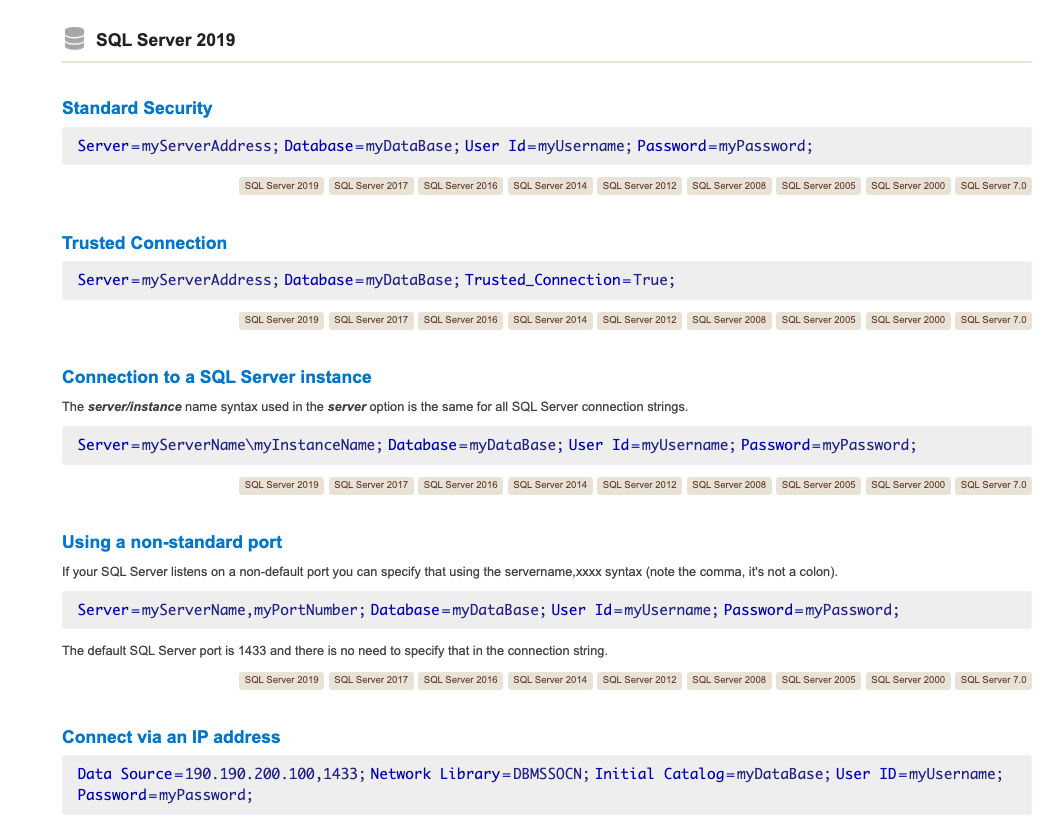 SQL Server 2019
Standard Security
Server=myServerAddress;Database=myDataBase;User Id=myUsername;Password=myPassword;
SQL Server 2019 SQL Server 2017 SQL Server 2016 SQL Server 2014 SQL Server 2012 SQL Server 2008 SQL Server 2005 SQL Server 2000 SQL Server 7.0
Trusted Connection
Server=myServerAddress;Database=myDataBase;Trusted_Connection=True;
SQL Server 2019 SQL Server 2017 SQL Server 2016 SQL Server 2014 SQL Server 2012 SQL Server 2008 SQL Server 2005 SQL Server 2000 SQL Server 7.0
Connection to a SQL Server instance
The server/instance name syntax used in the server option is the same for all SQL Server connection strings.
Server=myServerName\myInstanceName;Database=myDataBase;User Id=myUsername;Password=myPassword;
SQL Server 2019 SQL Server 2017 SQL Server 2016 SQL Server 2014 SQL Server 2012 SQL Server 2008 SQL Server 2005 SQL Server 2000 SQL Server 7.0
Using a non-standard port
If your SQL Server listens on a non-default port you can specify that using the servername,xxxx syntax (note the comma, it's not a colon).
Server=myServerName,myPortNumber;Database=myDataBase;User Id=myUsername;Password=myPassword;
The default SQL Server port is 1433 and there is no need to specify that in the connection string.
SQL Server 2019 SQL Server 2017 SQL Server 2016 SQL Server 2014 SQL Server 2012 SQL Server 2008 SQL Server 2005 SQL Server 2000 SQL Server 7.0
Connect via an IP address
Data Source=190.190.200.100,1433;Network Library=DBMSSOCN;Initial Catalog=myDataBase;User ID=myUsername;
Password=myPassword;